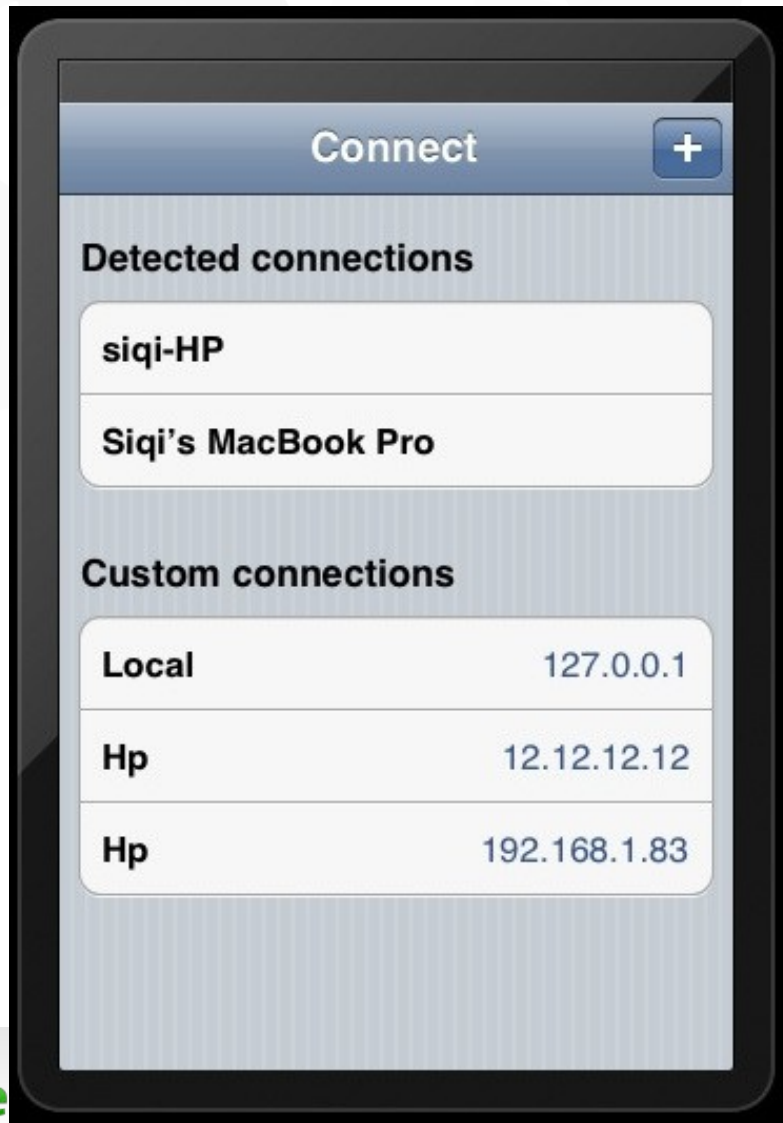 Connect +
Detected connections
siqi-HP
Siqi's MacBook Pro
Custom connections
Local 127.0.0.1
Hp 12.12.12.12
Hp 192.168.1.83
e